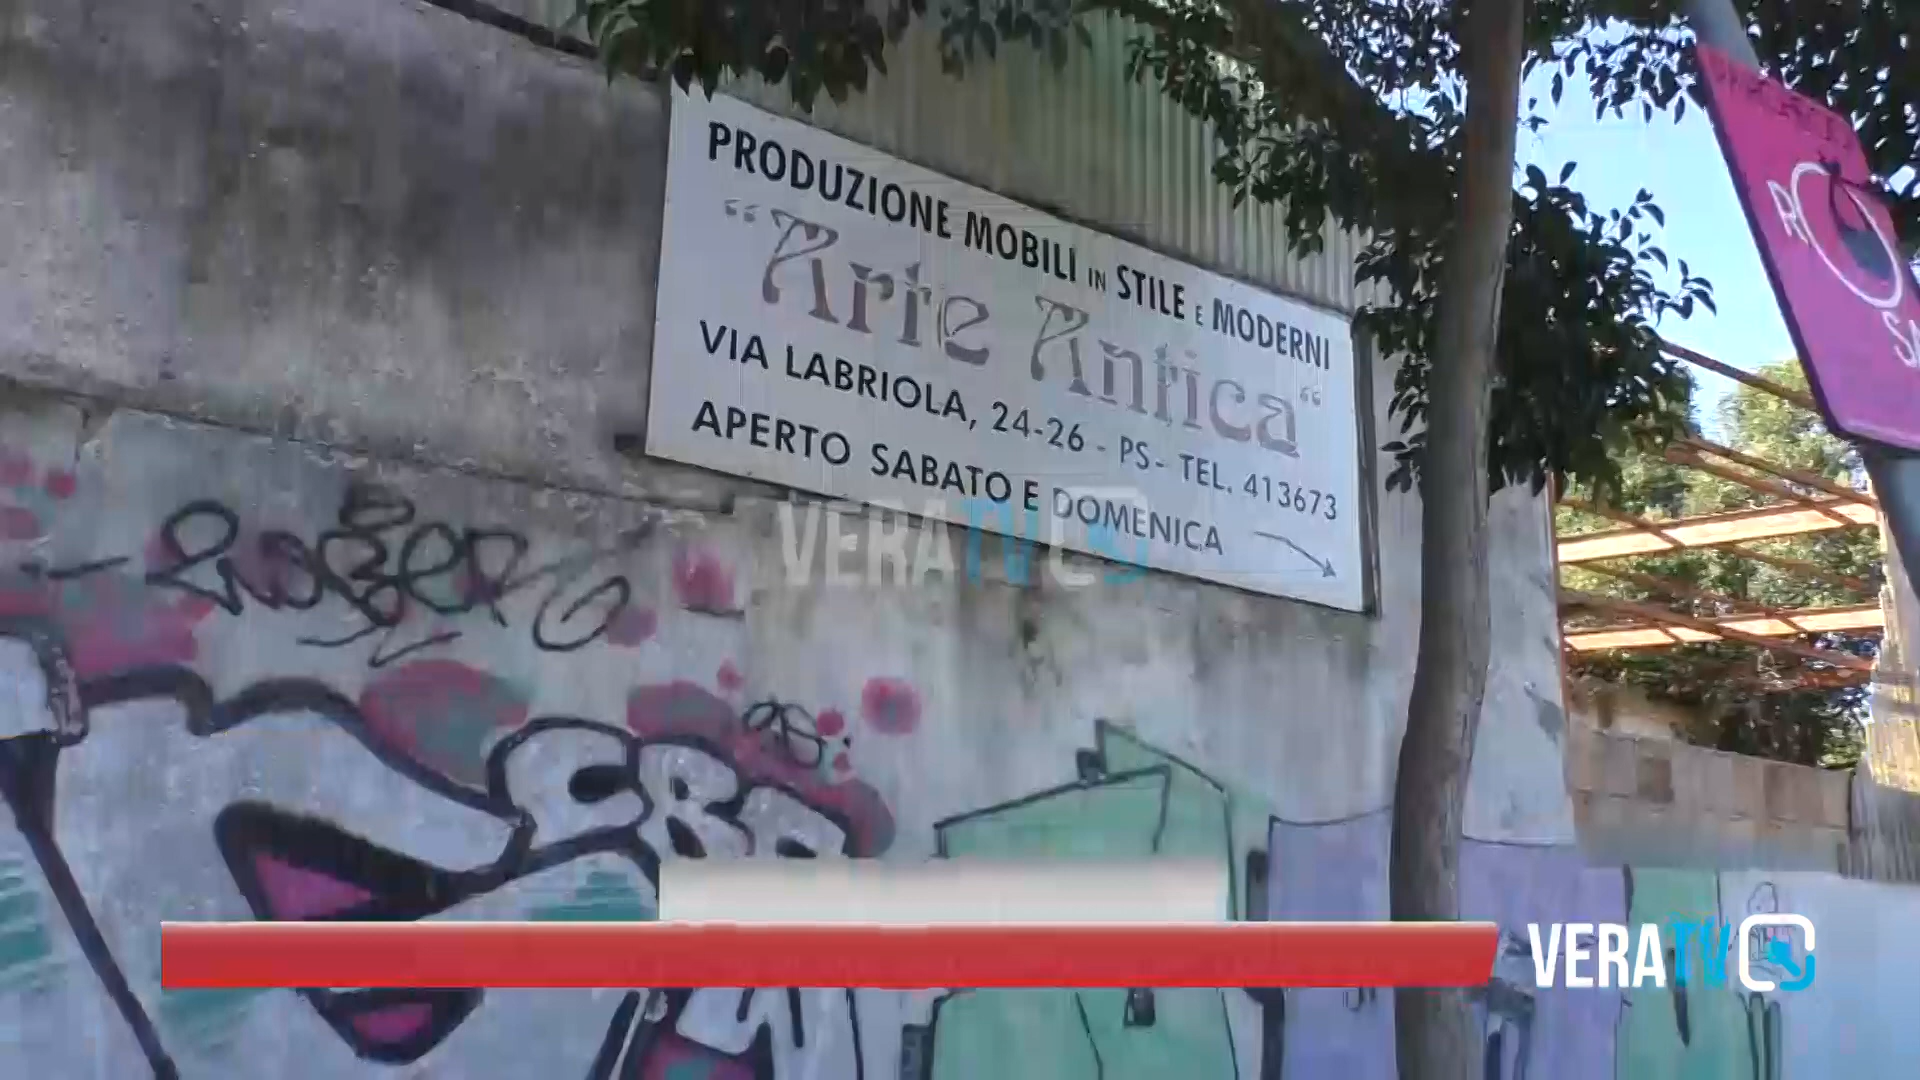 PRODUZIONE MOBILI IN STILE E MODERNI
“Arte Antica“
VIA LABRIOLA, 24-26 - PS- TEL. 413673
APERTO SABATO E DOMENICA
VERATV
VERATV